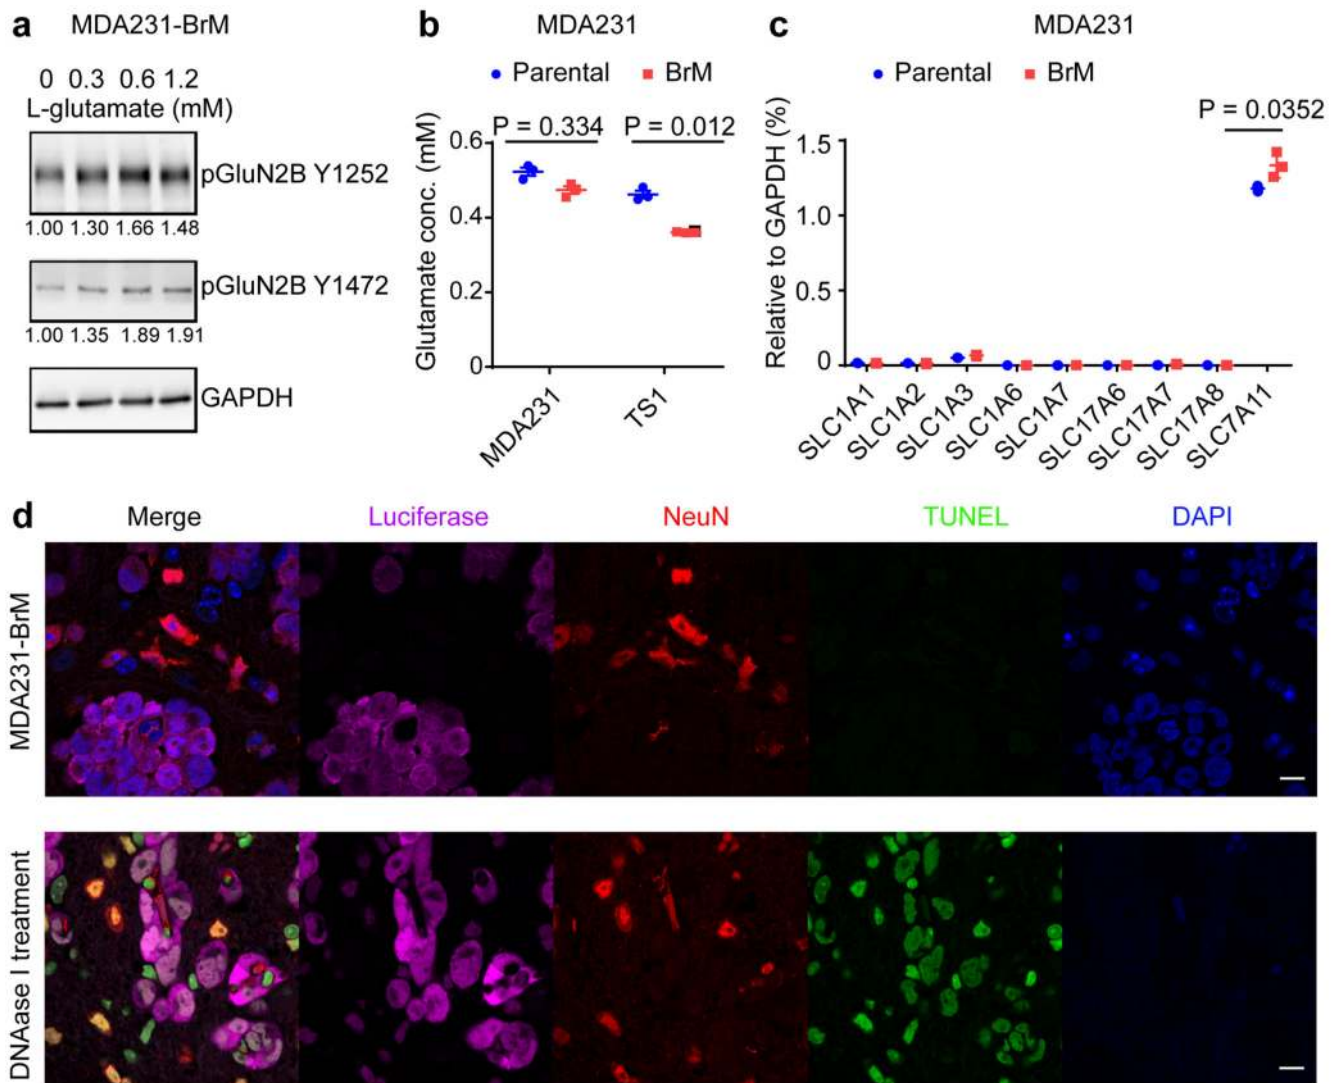 a
MDA231-BrM
0 0.3 0.6 1.2
L-glutamate (mM)
pGluN2B Y1252
1.00 1.30 1.66 1.48
pGluN2B Y1472
1.00 1.35 1.89 1.91
GAPDH
b
MDA231
Parental BrM
P = 0.334 P = 0.012
Glutamate conc. (mM)
0.6
0.4
0.2
0
MDA231
TS1
c
MDA231
Parental BrM
P = 0.0352
Relative to GAPDH (%)
1.5
1.0
0.5
0
SLC1A1
SLC1A2
SLC1A3
SLC1A6
SLC1A7
SLC17A6
SLC17A7
SLC17A8
SLC7A11
d
Merge Luciferase NeuN TUNEL DAPI
MDA231-BrM
DNAase I treatment